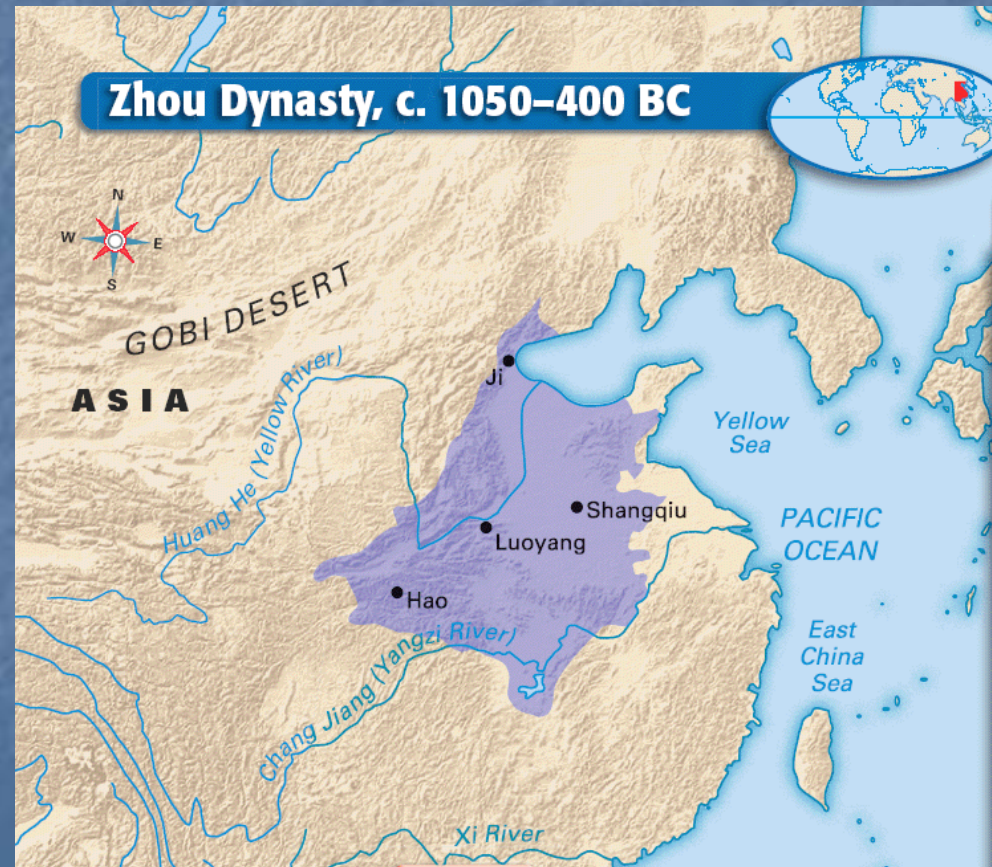 Zhou Dynasty, c. 1050–400 BC
N
W
E
S
GOBI DESERT
ASIA
Huang He (Yellow River)
Ji
Yellow
Sea
Shangqiu
Luoyang
PACIFIC
OCEAN
Hao
Chang Jiang (Yangzi River)
East
China
Sea
Xi River